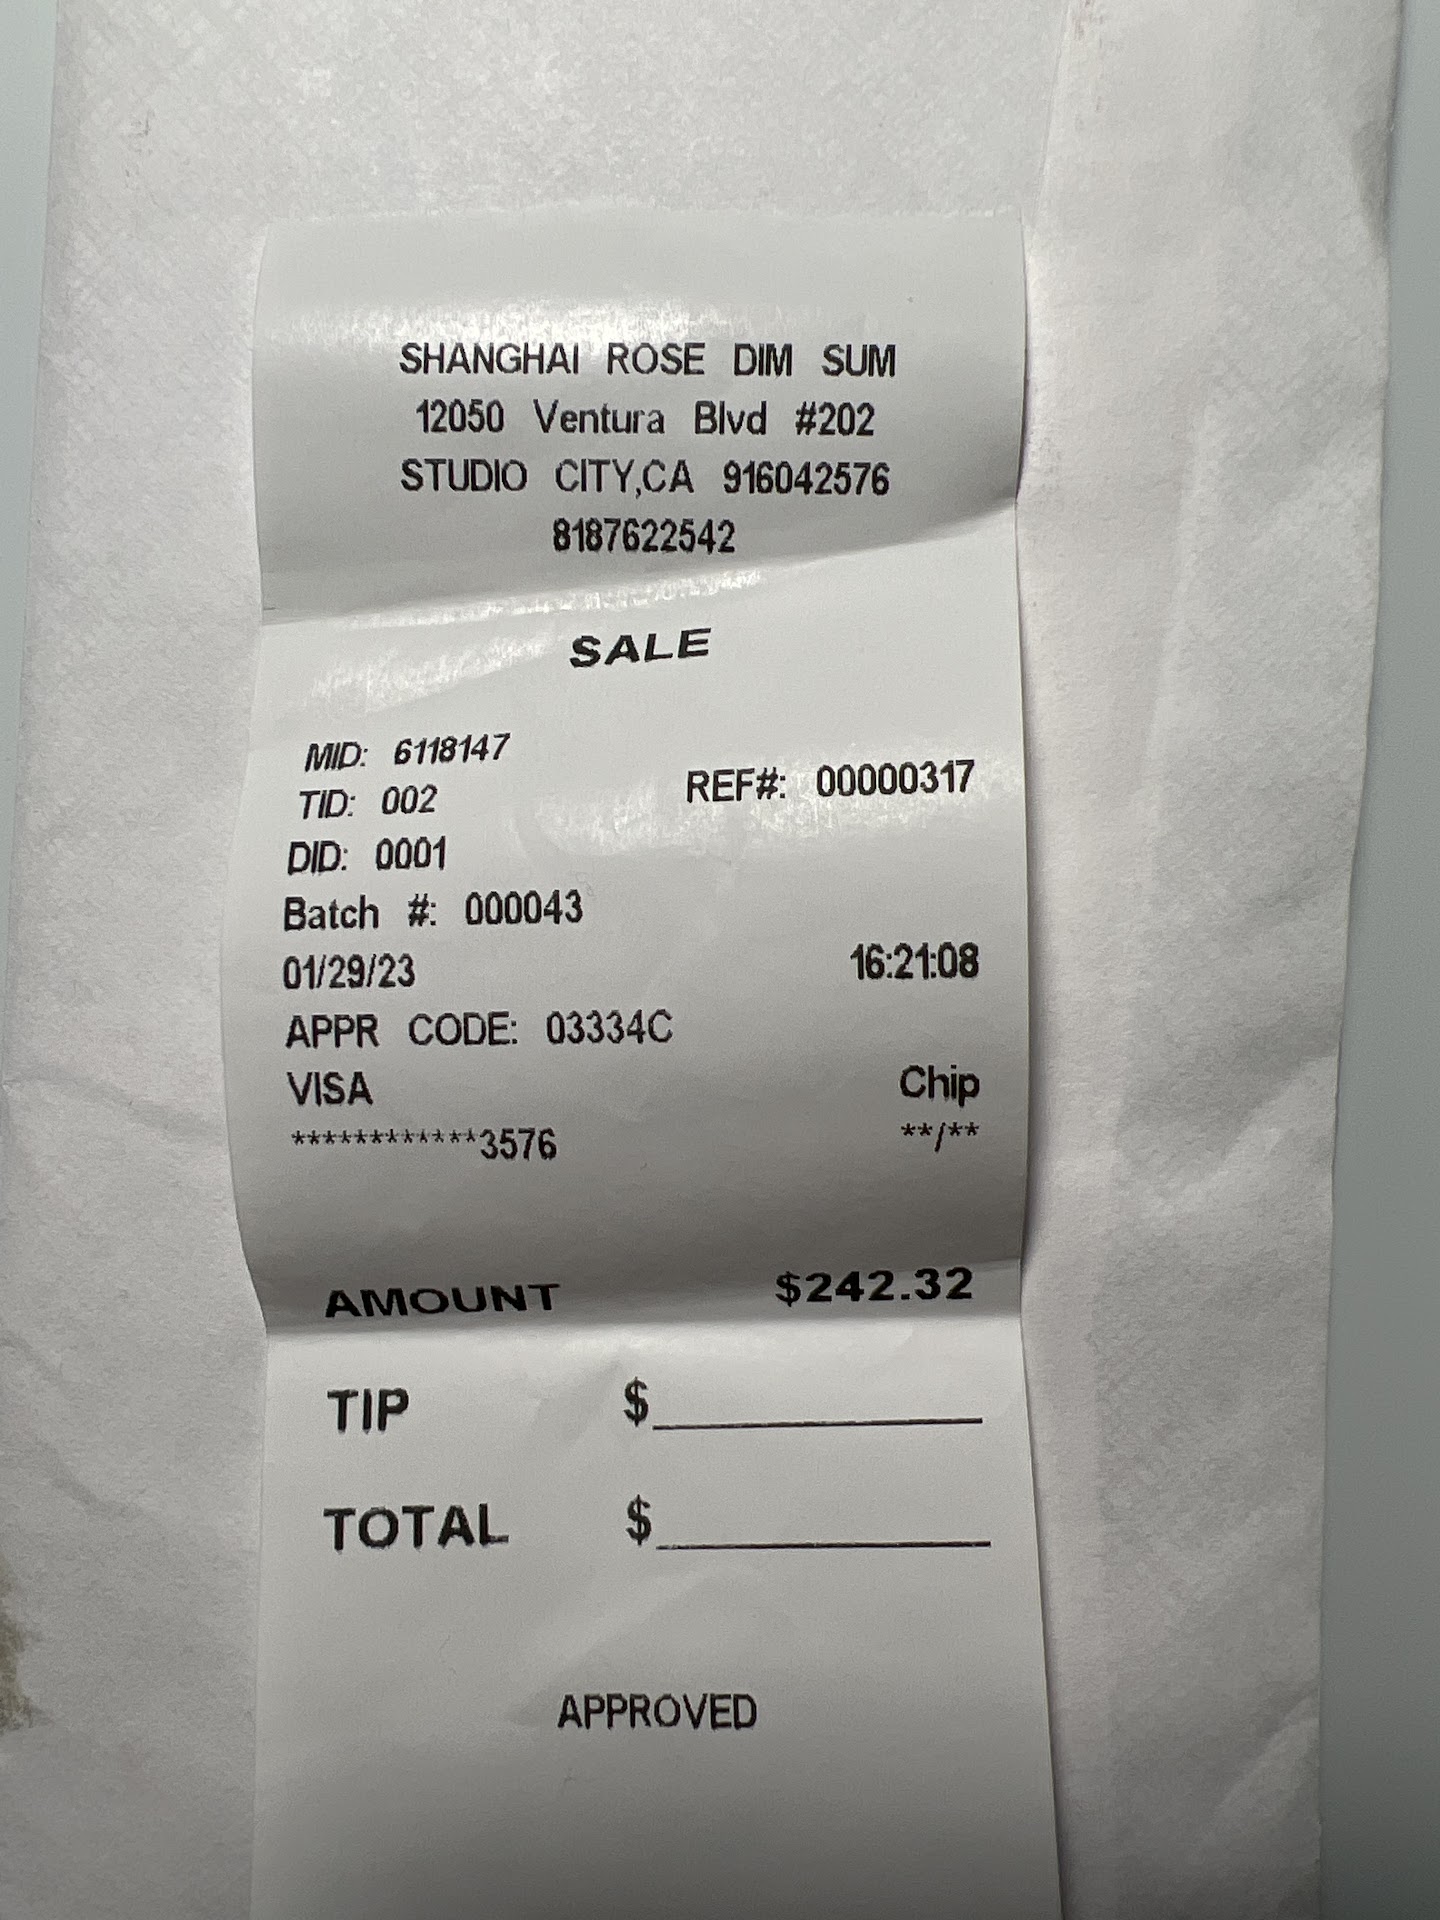 SHANGHAI ROSE DIM SUM
12050 Ventura Blvd #202
STUDIO CITY,CA 916042576
8187622542
SALE
MID: 6118147
TID: 002 REF#: 00000317
DID: 0001
Batch #: 000043
01/29/23 16:21:08
APPR CODE: 03334C
VISA Chip
************3576 **/**
AMOUNT $242.32
TIP $
TOTAL $
APPROVED